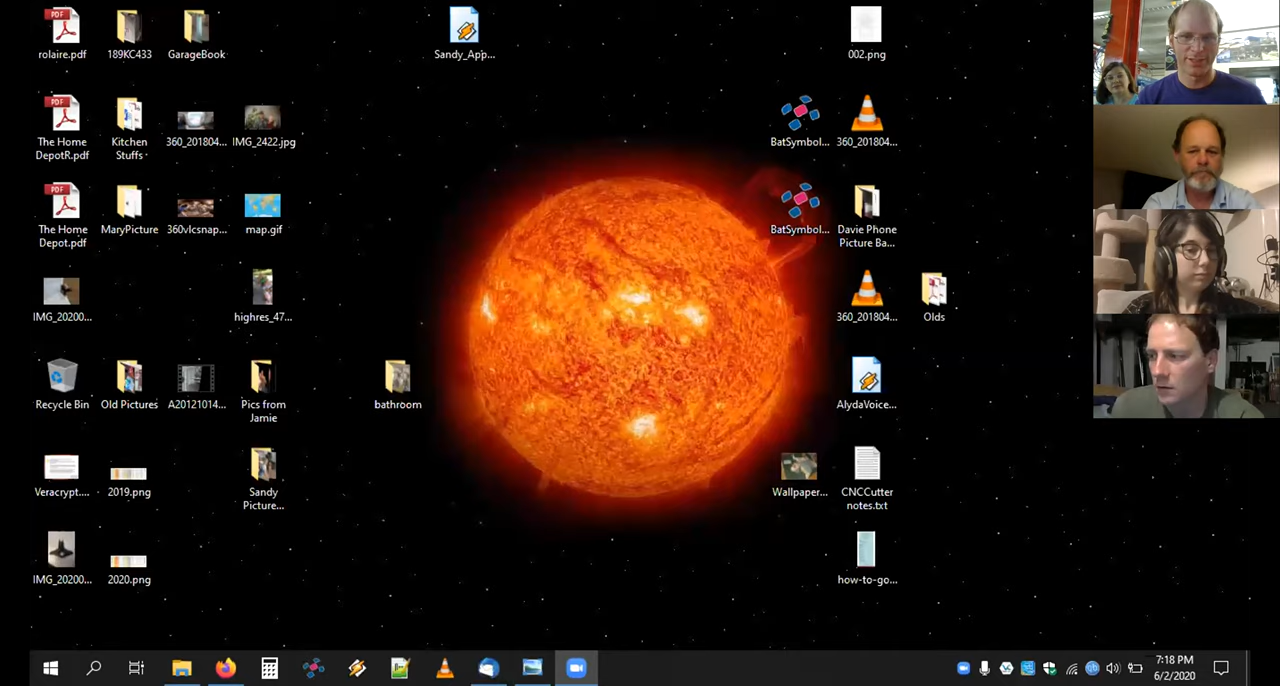 rolaire.pdf
189KC433
GarageBook
Sandy_App...
002.png
The Home
DepotR.pdf
Kitchen
Stuffs
360_201804...
IMG_2422.jpg
BatSymbol...
360_201804...
The Home
Depot.pdf
MaryPicture
360vlcsnap...
map.gif
BatSymbol...
Davie Phone
Picture Ba...
IMG_20200...
highres_47...
360_201804...
Olds
Recycle Bin
Old Pictures
A20121014...
Pics from
Jamie
bathroom
AlydaVoice...
Veracrypt....
2019.png
Sandy
Picture...
Wallpaper...
CNCCutter
notes.txt
IMG_20200...
2020.png
how-to-go...
7:18 PM
6/2/2020